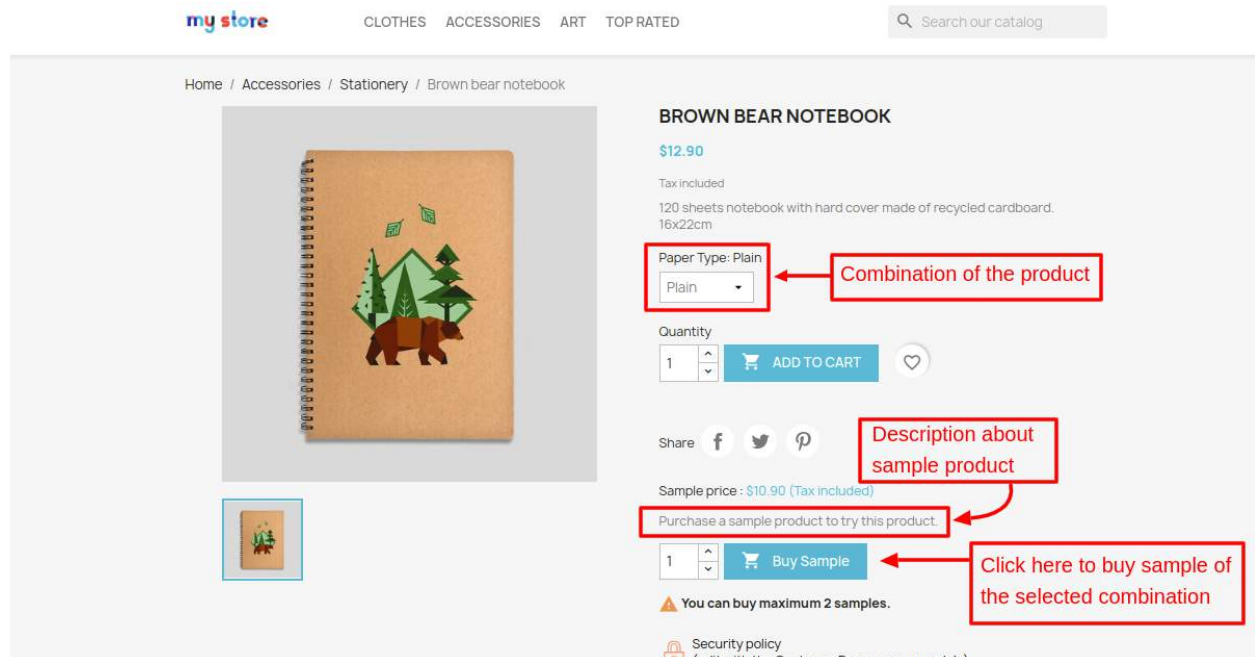 my store
CLOTHES ACCESSORIES ART TOP RATED
Search our catalog
Home / Accessories / Stationery / Brown bear notebook
BROWN BEAR NOTEBOOK
$12.90
Tax included
120 sheets notebook with hard cover made of recycled cardboard.
16x22cm
Paper Type: Plain
Plain
Combination of the product
Quantity
1
ADD TO CART
Share
Description about
sample product
Sample price : $10.90 (Tax included)
Purchase a sample product to try this product.
1
Buy Sample
Click here to buy sample of
the selected combination
You can buy maximum 2 samples.
Security policy